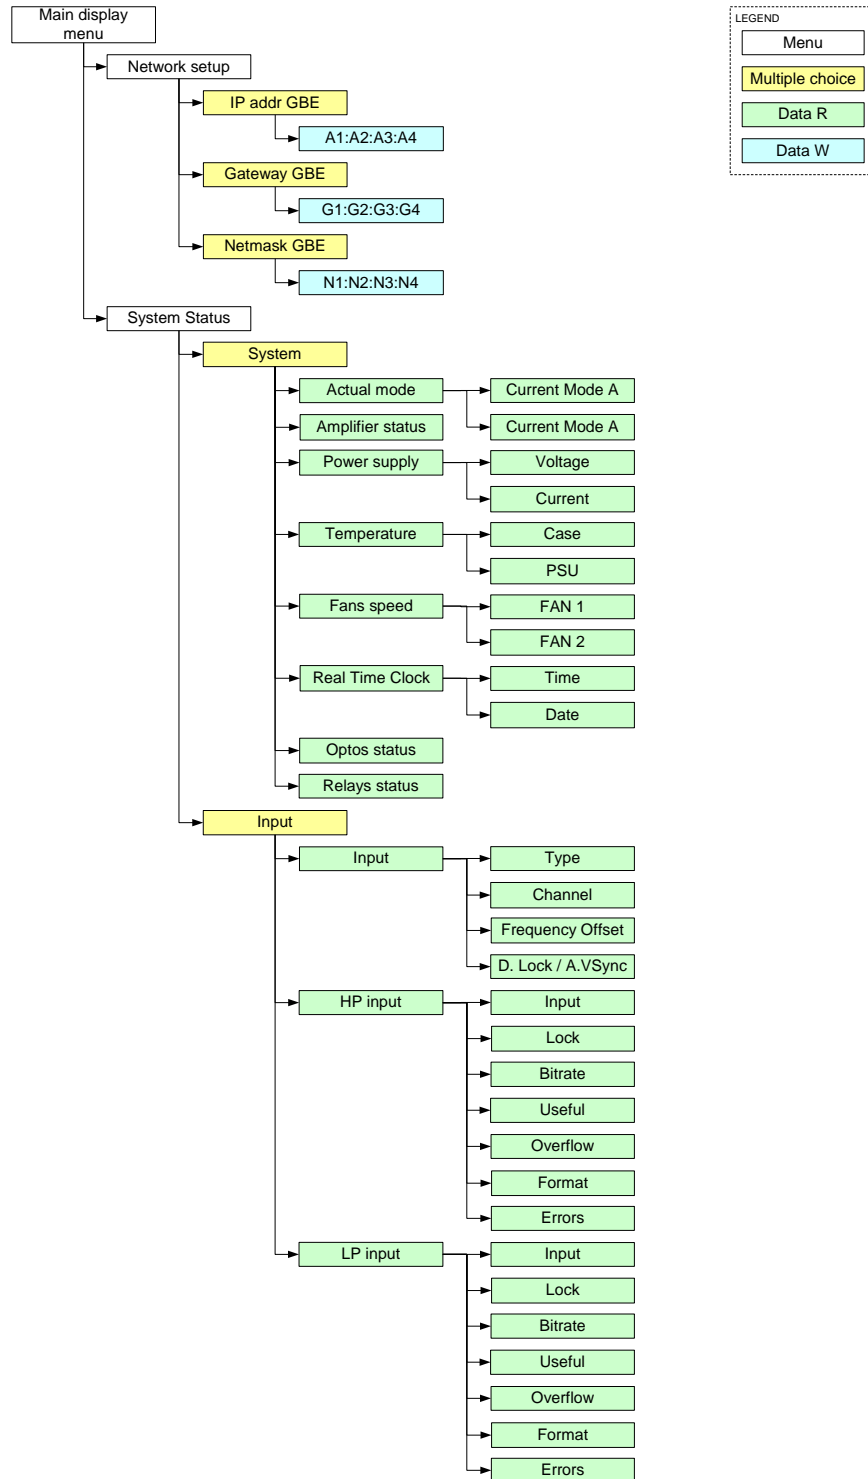 Main display
menu
LEGEND
Menu
Multiple choice
Data R
Data W
Network setup
IP addr GBE
A1:A2:A3:A4
Gateway GBE
G1:G2:G3:G4
Netmask GBE
N1:N2:N3:N4
System Status
System
Actual mode
Current Mode A
Amplifier status
Current Mode A
Power supply
Voltage
Current
Temperature
Case
PSU
Fans speed
FAN 1
FAN 2
Real Time Clock
Time
Date
Optos status
Relays status
Input
Input
Type
Channel
Frequency Offset
D. Lock / A.VSync
HP input
Input
Lock
Bitrate
Useful
Overflow
Format
Errors
LP input
Input
Lock
Bitrate
Useful
Overflow
Format
Errors